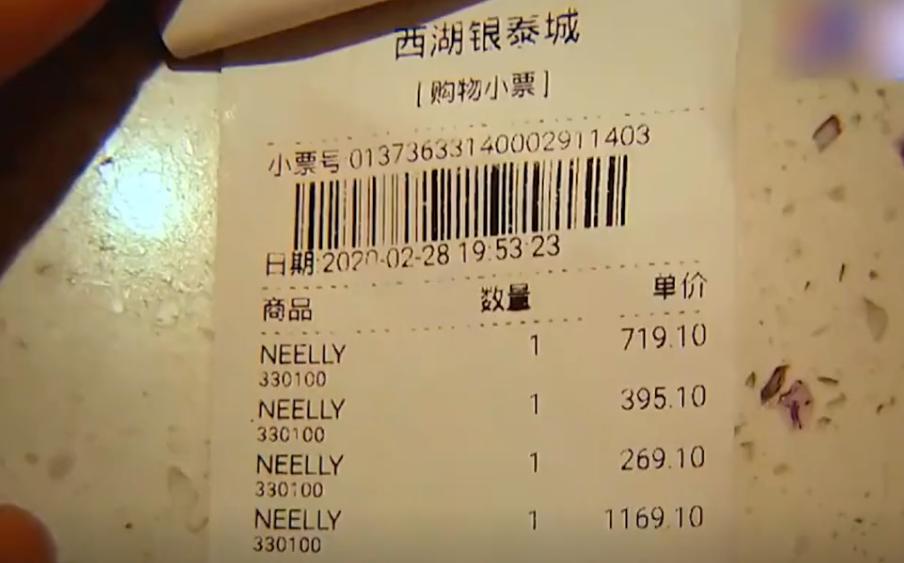 西湖银泰城
[购物小票]
小票号 01373633140002911403
日期:2020-02-28 19:53:23
商品 数量 单价
NEELLY 1 719.10
330100
NEELLY 1 395.10
330100
NEELLY 1 269.10
330100
NEELLY 1 1169.10
330100